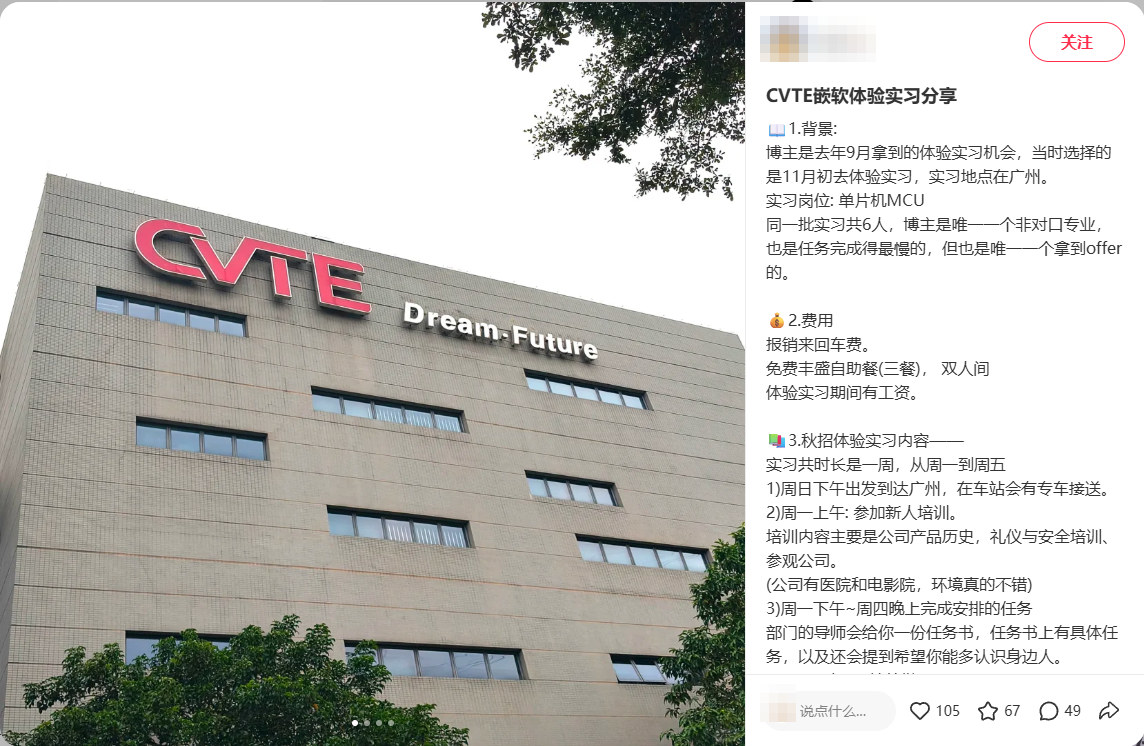 CVTE
Dream·Future
关注
CVTE嵌软体验实习分享
📖1.背景:
博主是去年9月拿到的体验实习机会，当时选择的
是11月初去体验实习，实习地点在广州。
实习岗位: 单片机MCU
同一批实习共6人，博主是唯一一个非对口专业，
也是任务完成得最慢的，但也是唯一一个拿到offer
的。
💰2.费用
报销来回车费。
免费丰盛自助餐(三餐)， 双人间
体验实习期间有工资。
📚3.秋招体验实习内容——
实习共时长是一周，从周一到周五
1)周日下午出发到达广州，在车站会有专车接送。
2)周一上午: 参加新人培训。
培训内容主要是公司产品历史，礼仪与安全培训、
参观公司。
(公司有医院和电影院，环境真的不错)
3)周一下午~周四晚上完成安排的任务
部门的导师会给你一份任务书，任务书上有具体任
务，以及还会提到希望你能多认识身边人。
说点什么...
105
67
49